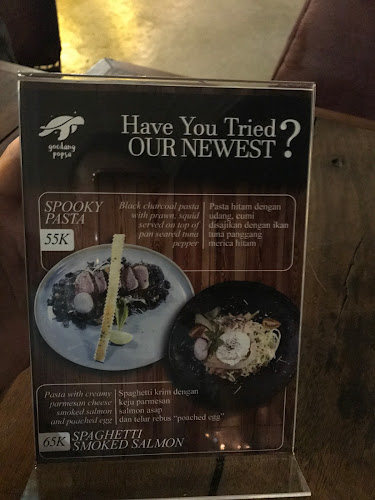 goedang
popsa
Have You Tried
OUR NEWEST ?
SPOOKY
PASTA
55K
Black charcoal pasta
with prawn, squid
served on top of
pan seared tuna
pepper
Pasta hitam dengan
udang, cumi
disajikan dengan ikan
tuna panggang
merica hitam
Pasta with creamy
parmesan cheese
smoked salmon
and poached egg
Spaghetti krim dengan
keju parmesan
salmon asap
dan telur rebus "poached egg"
65K
SPAGHETTI
SMOKED SALMON